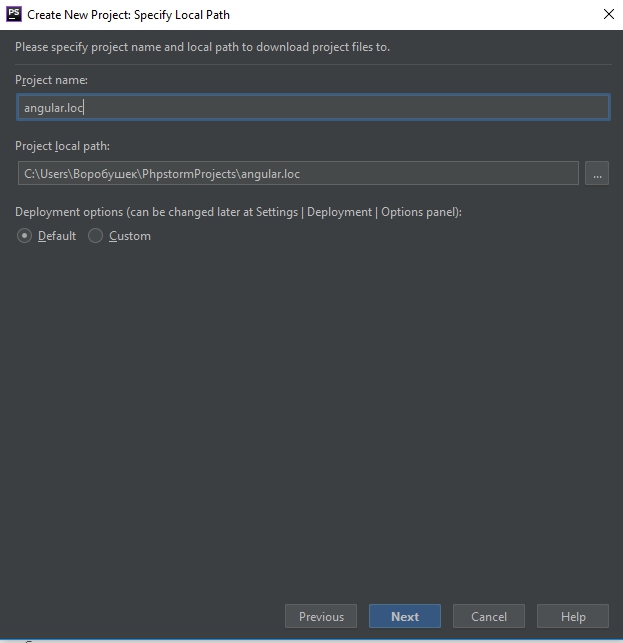 PS Create New Project: Specify Local Path
Please specify project name and local path to download project files to.
Project name:
angular.loc
Project local path:
C:\Users\Воробушек\PhpstormProjects\angular.loc
...
Deployment options (can be changed later at Settings | Deployment | Options panel):
Default Custom
Previous Next Cancel Help